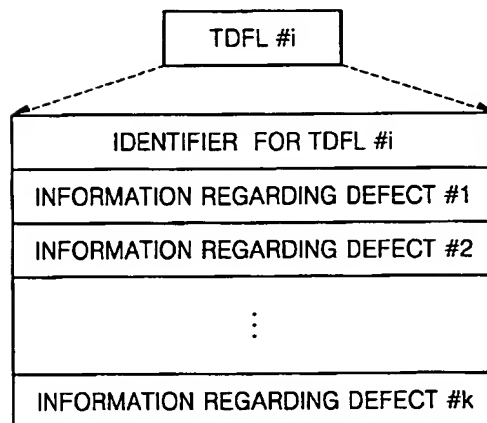 TDFL #i
IDENTIFIER FOR TDFL #i
INFORMATION REGARDING DEFECT #1
INFORMATION REGARDING DEFECT #2
⋮
INFORMATION REGARDING DEFECT #k